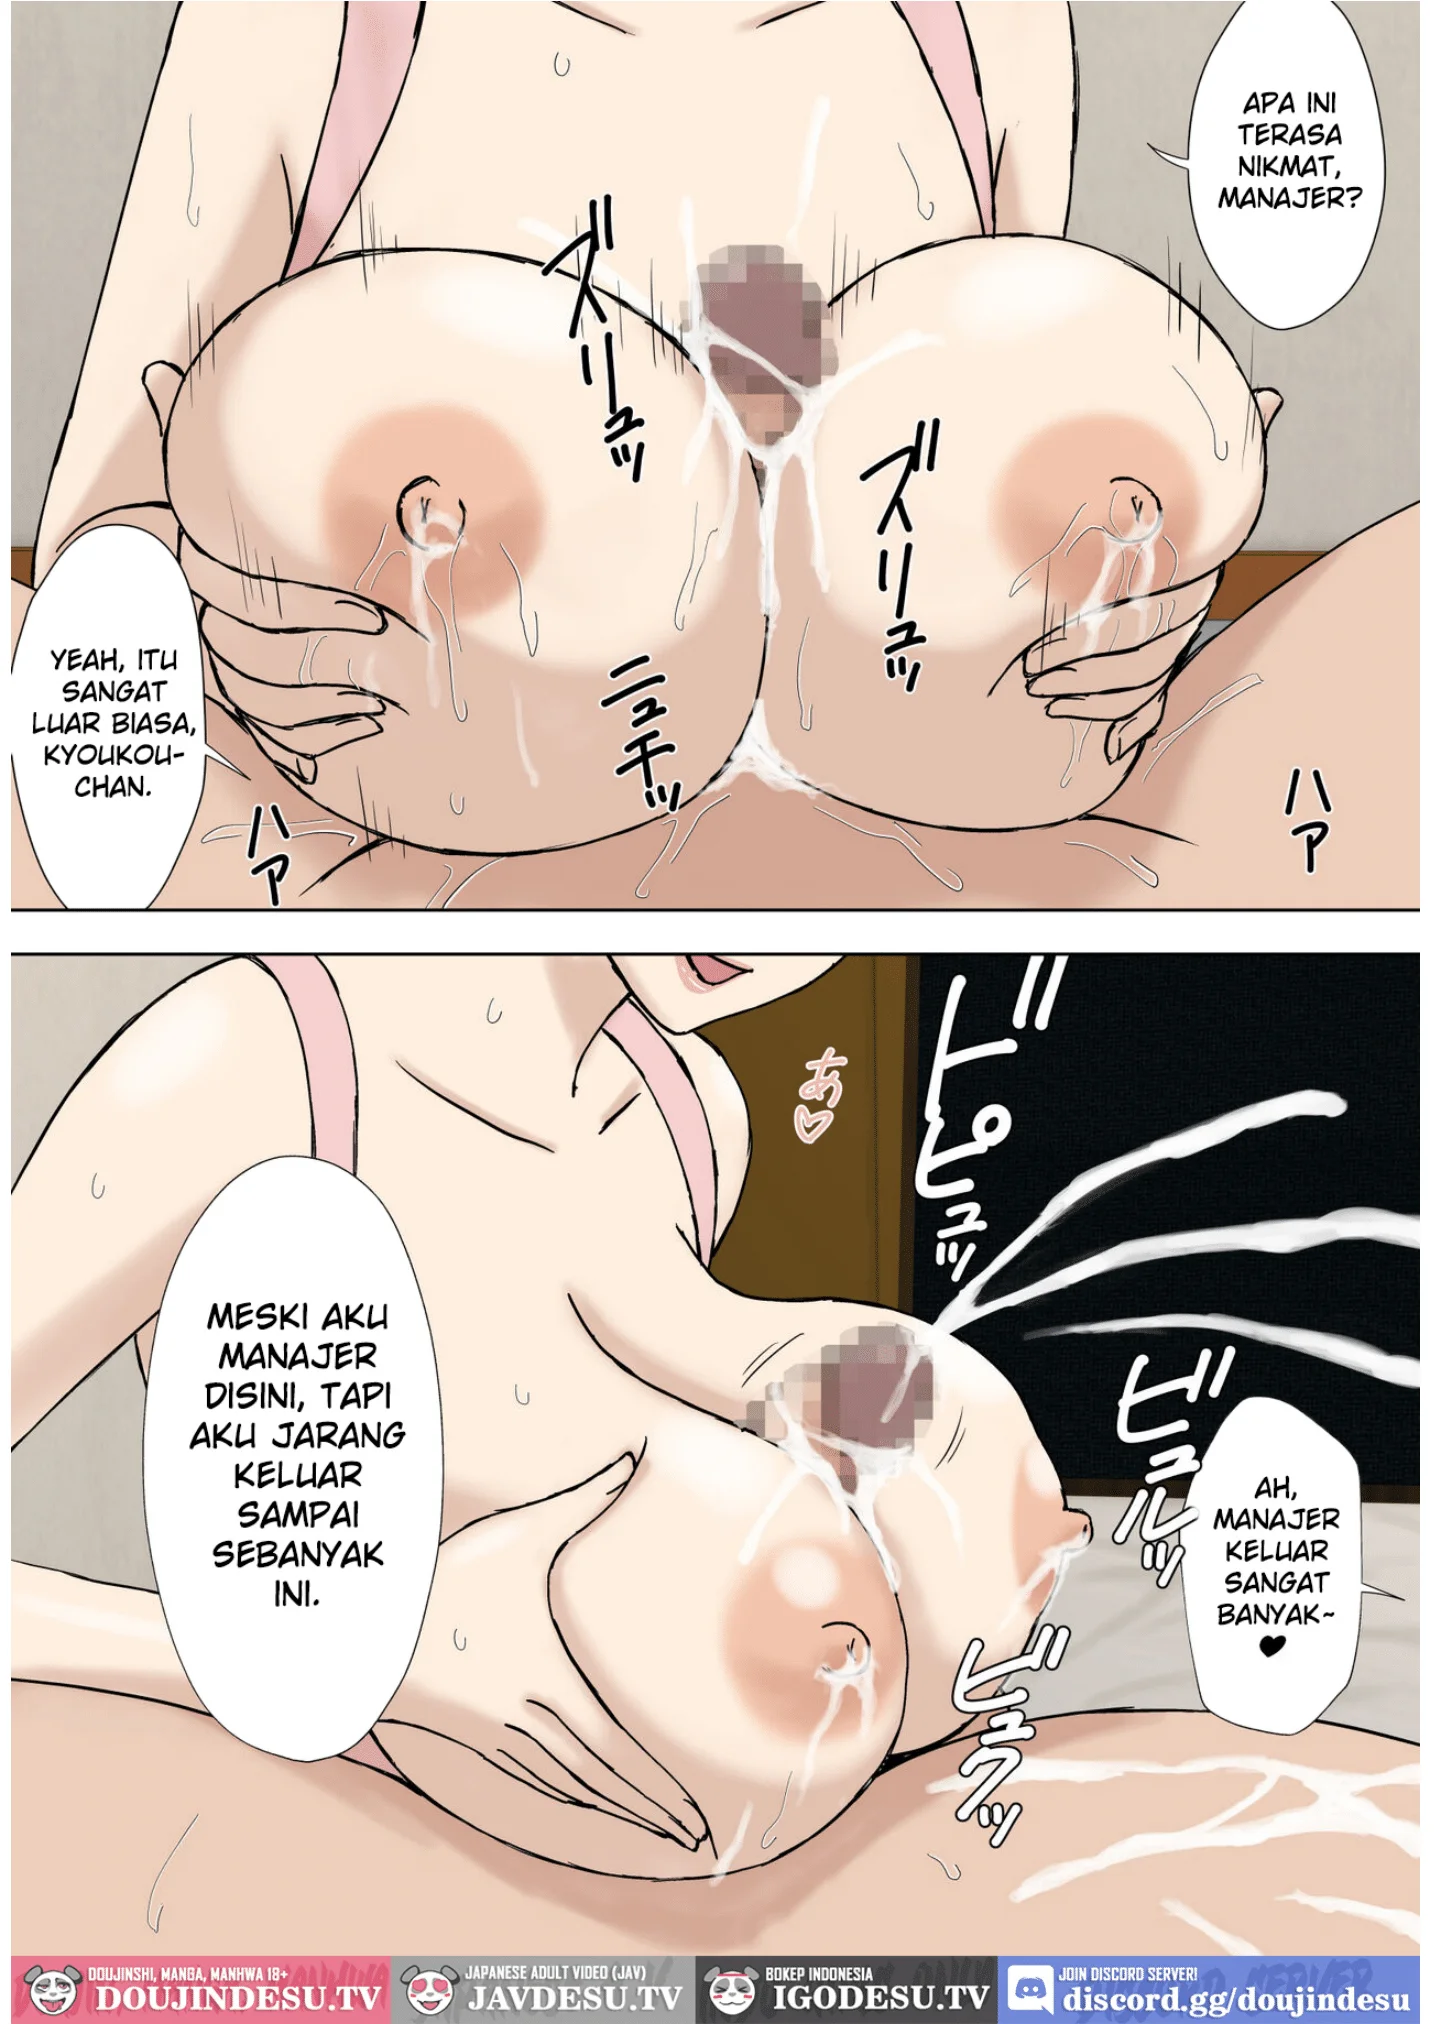 APA INI
TERASA
NIKMAT,
MANAJER?
ズリュッ
ズリュッ
YEAH, ITU
SANGAT
LUAR BIASA,
KYOUKOU-
CHAN.
ニュチッ
ハァ
ハァ
あ♡
ドピュッ
MESKI AKU
MANAJER
DISINI, TAPI
AKU JARANG
KELUAR
SAMPAI
SEBANYAK
INI.
ビュルッ
AH,
MANAJER
KELUAR
SANGAT
BANYAK~
♥
ビュクッ
DOUJINSHI, MANGA, MANHWA 18+
DOUJINDESU.TV
JAPANESE ADULT VIDEO (JAV)
JAVDESU.TV
BOKEP INDONESIA
IGODESU.TV
JOIN DISCORD SERVER!
discord.gg/doujindesu